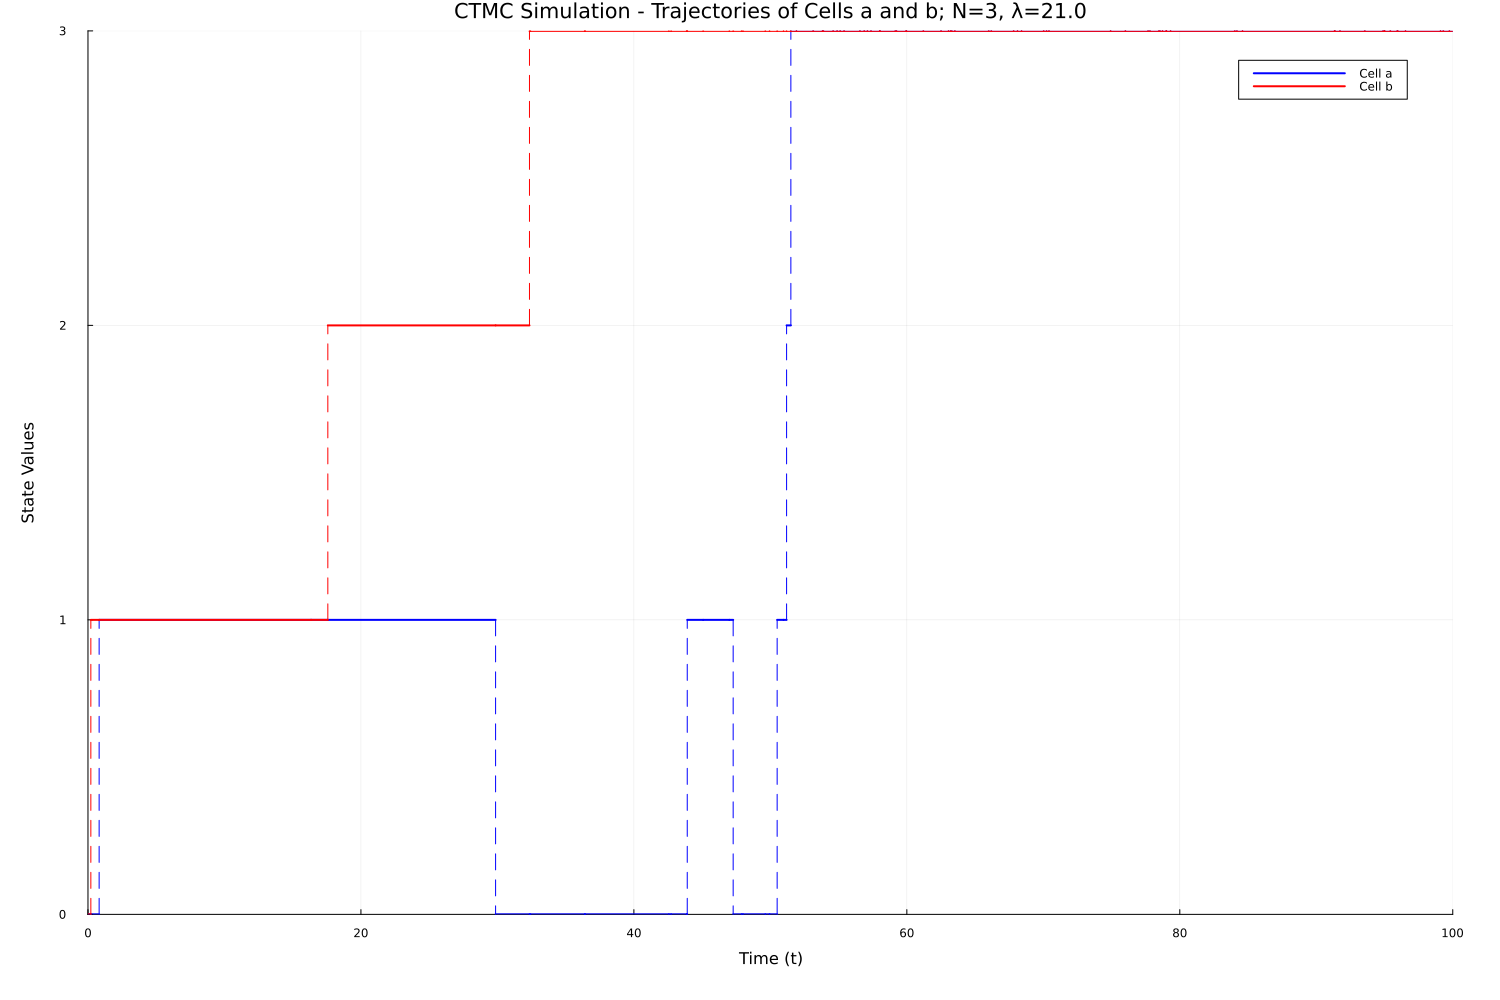 CTMC Simulation - Trajectories of Cells a and b; N=3, λ=21.0
3
Cell a
Cell b
2
State Values
1
0
0 20 40 60 80 100
Time (t)